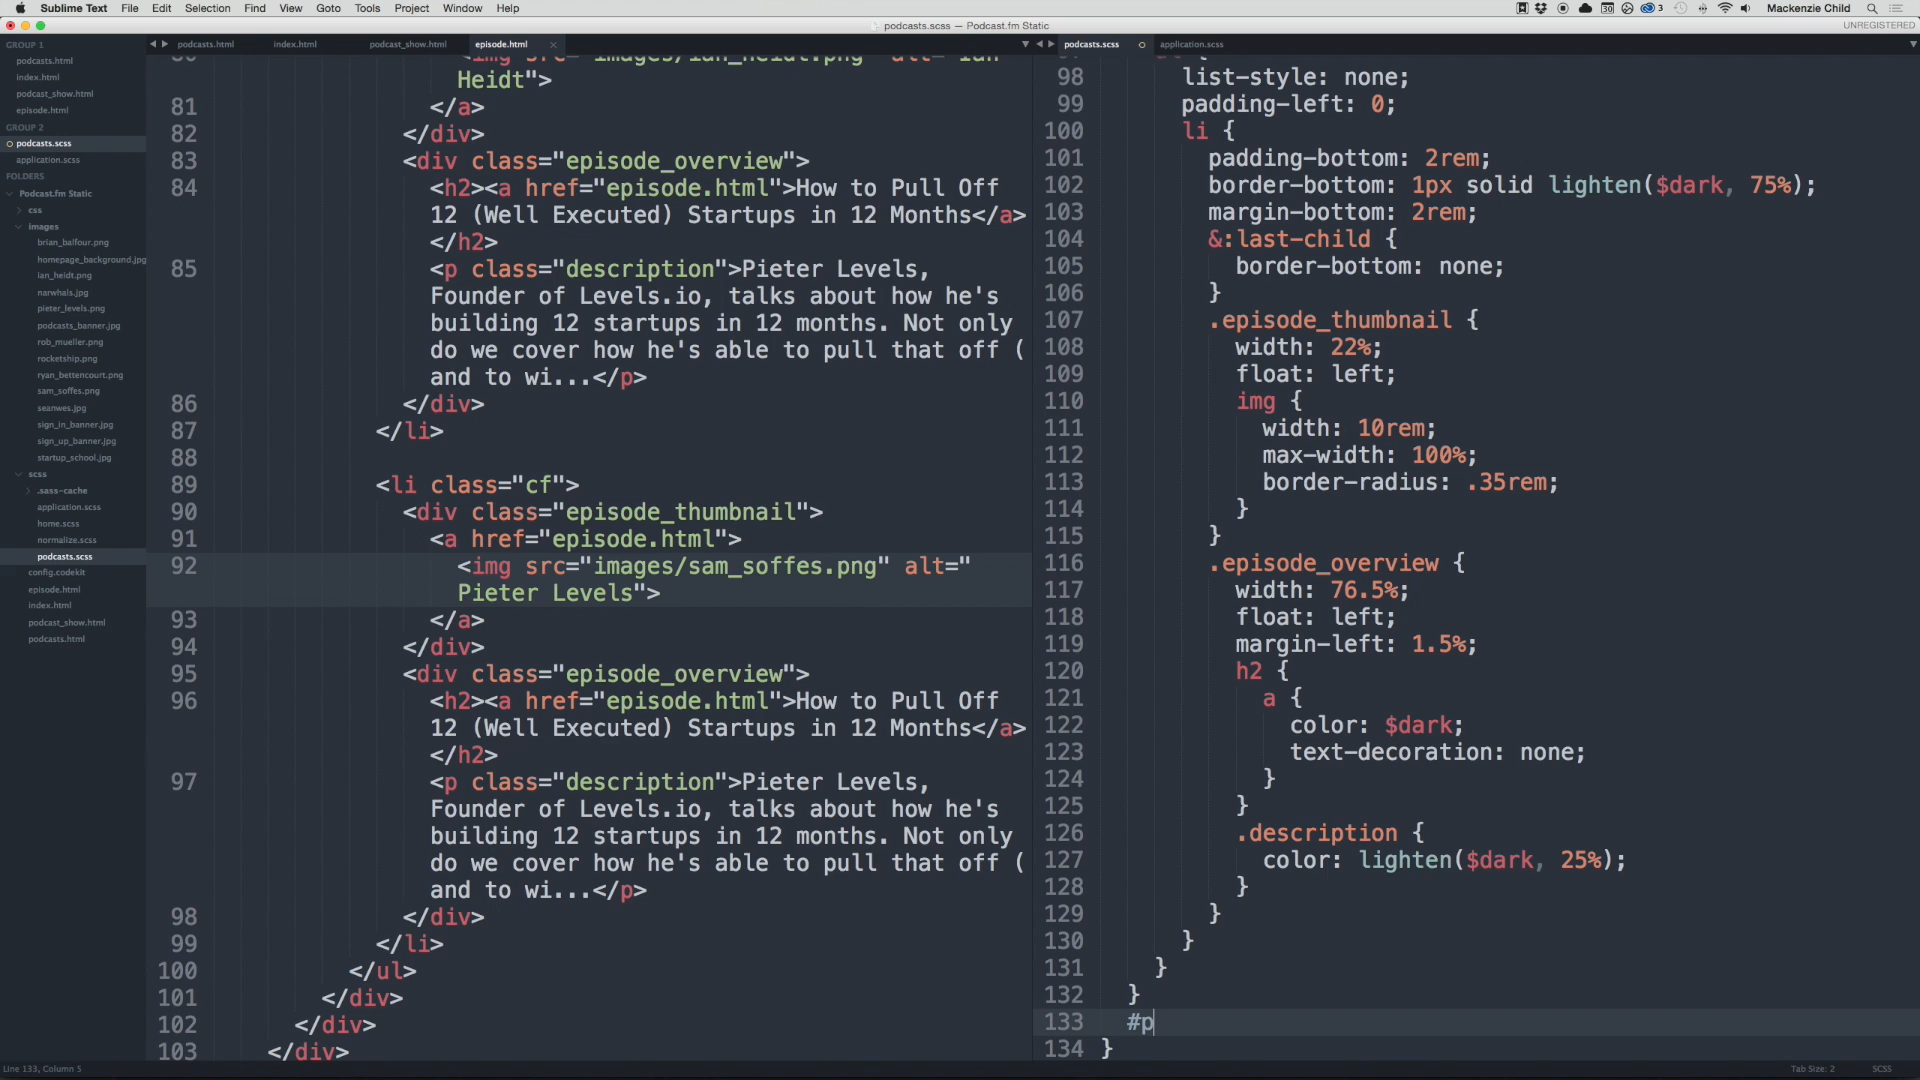 Sublime Text File Edit Selection Find View Goto Tools Project Window Help 30 3 Mackenzie Child
podcasts.scss — Podcast.fm Static UNREGISTERED
GROUP 1
podcasts.html
index.html
podcast_show.html
episode.html
GROUP 2
podcasts.scss
application.scss
FOLDERS
Podcast.fm Static
css
images
brian_balfour.png
homepage_background.jpg
ian_heidt.png
narwhals.jpg
pieter_levels.png
podcasts_banner.jpg
rob_mueller.png
rocketship.png
ryan_bettencourt.png
sam_soffes.png
seanwes.jpg
sign_in_banner.jpg
sign_up_banner.jpg
startup_school.jpg
scss
.sass-cache
application.scss
home.scss
normalize.scss
podcasts.scss
config.codekit
episode.html
index.html
podcast_show.html
podcasts.html
podcasts.html index.html podcast_show.html episode.html
80 <img src="images/ian_heidt.png" alt="Ian
Heidt">
81 </a>
82 </div>
83 <div class="episode_overview">
84 <h2><a href="episode.html">How to Pull Off
12 (Well Executed) Startups in 12 Months</a>
</h2>
85 <p class="description">Pieter Levels,
Founder of Levels.io, talks about how he's
building 12 startups in 12 months. Not only
do we cover how he's able to pull that off (
and to wi...</p>
86 </div>
87 </li>
88
89 <li class="cf">
90 <div class="episode_thumbnail">
91 <a href="episode.html">
92 <img src="images/sam_soffes.png" alt="
Pieter Levels">
93 </a>
94 </div>
95 <div class="episode_overview">
96 <h2><a href="episode.html">How to Pull Off
12 (Well Executed) Startups in 12 Months</a>
</h2>
97 <p class="description">Pieter Levels,
Founder of Levels.io, talks about how he's
building 12 startups in 12 months. Not only
do we cover how he's able to pull that off (
and to wi...</p>
98 </div>
99 </li>
100 </ul>
101 </div>
102 </div>
103 </div>
podcasts.scss application.scss
98 list-style: none;
99 padding-left: 0;
100 li {
101 padding-bottom: 2rem;
102 border-bottom: 1px solid lighten($dark, 75%);
103 margin-bottom: 2rem;
104 &:last-child {
105 border-bottom: none;
106 }
107 .episode_thumbnail {
108 width: 22%;
109 float: left;
110 img {
111 width: 10rem;
112 max-width: 100%;
113 border-radius: .35rem;
114 }
115 }
116 .episode_overview {
117 width: 76.5%;
118 float: left;
119 margin-left: 1.5%;
120 h2 {
121 a {
122 color: $dark;
123 text-decoration: none;
124 }
125 }
126 .description {
127 color: lighten($dark, 25%);
128 }
129 }
130 }
131 }
132 }
133 #p
134 }
Line 133, Column 5 Tab Size: 2 SCSS